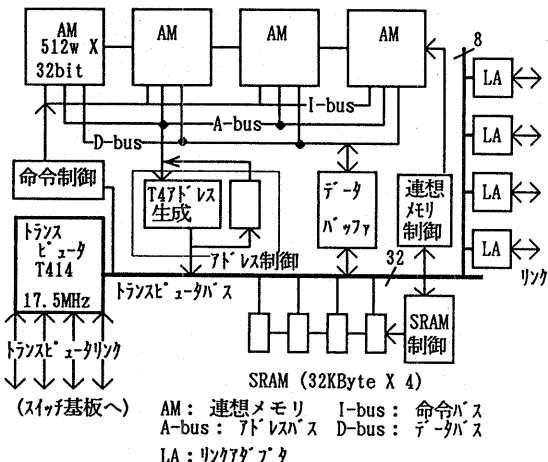 AM
512w X
32bit
AM
AM
AM
8
LA
LA
LA
LA
リンク
I-bus
A-bus
D-bus
命令制御
T4アドレス
生成
アドレス制御
データ
バッファ
連想
メモリ
制御
トランス
ピュータ
T414
17.5MHz
トランスピュータバス
32
トランスピュータリンク
(スイッチ基板へ)
SRAM
制御
SRAM (32KByte X 4)
AM: 連想メモリ I-bus: 命令バス
A-bus: アドレスバス D-bus: データバス
LA: リンクアダプタ